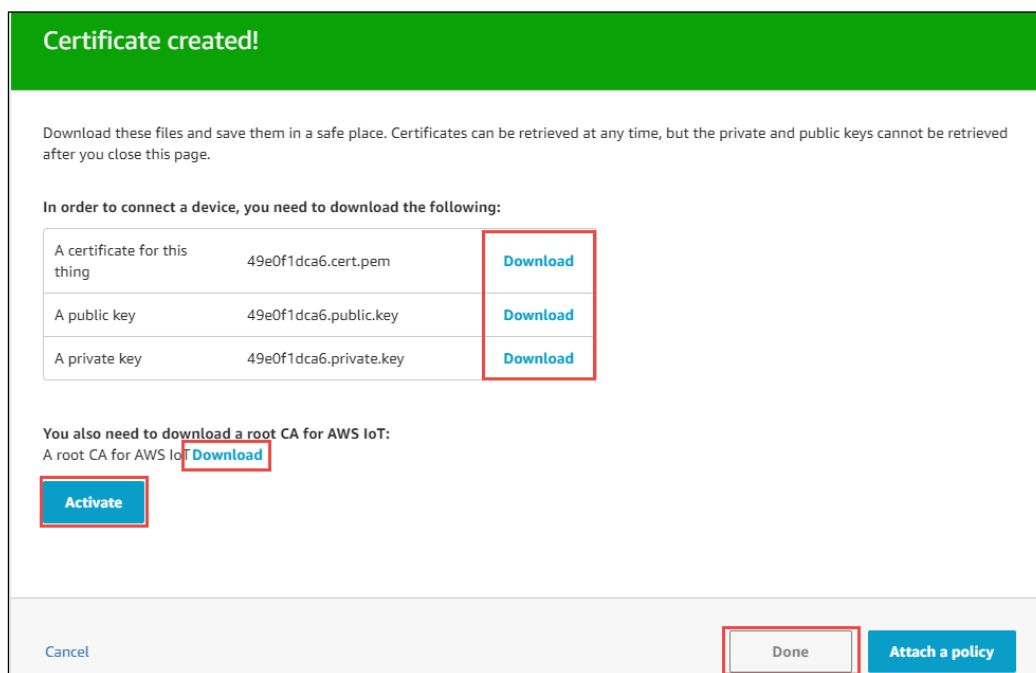 Certificate created!
Download these files and save them in a safe place. Certificates can be retrieved at any time, but the private and public keys cannot be retrieved
after you close this page.
In order to connect a device, you need to download the following:
A certificate for this
thing
49e0f1dca6.cert.pem
Download
A public key
49e0f1dca6.public.key
Download
A private key
49e0f1dca6.private.key
Download
You also need to download a root CA for AWS IoT:
A root CA for AWS IoT Download
Activate
Cancel
Done
Attach a policy